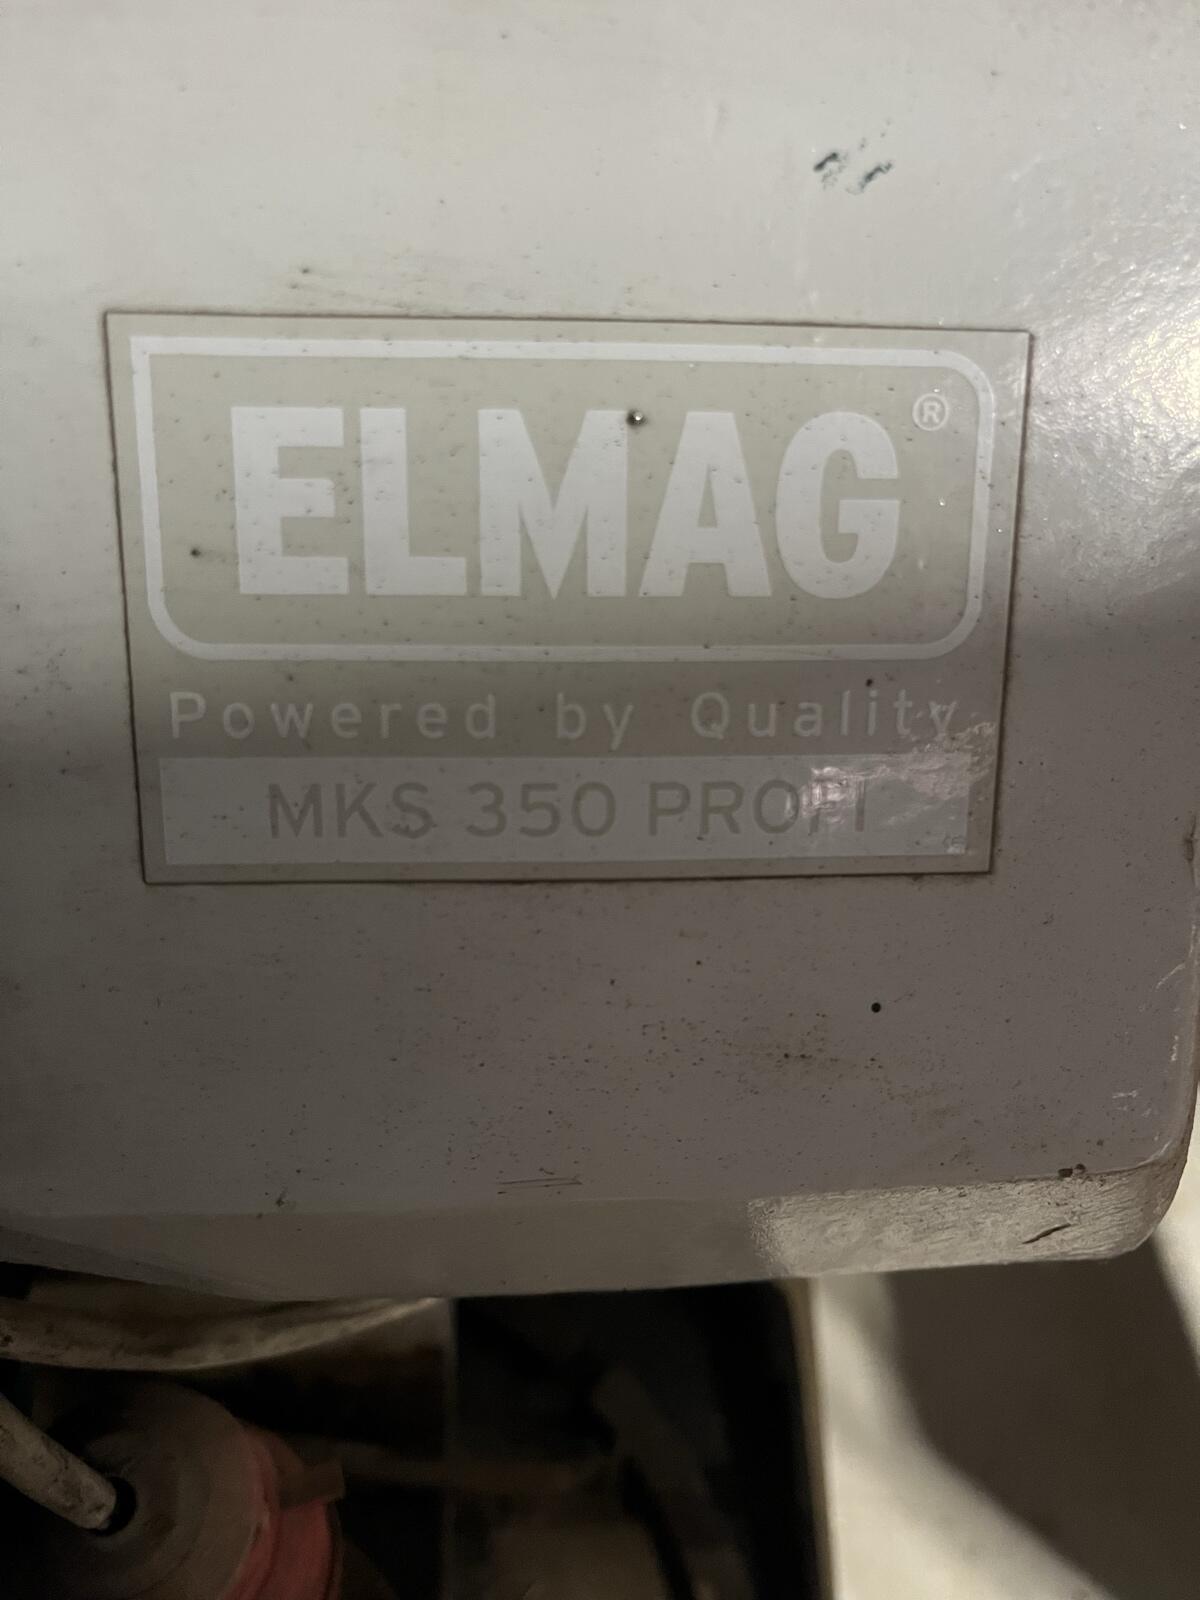 ELMAG®
Powered by Quality
MKS 350 PROFI